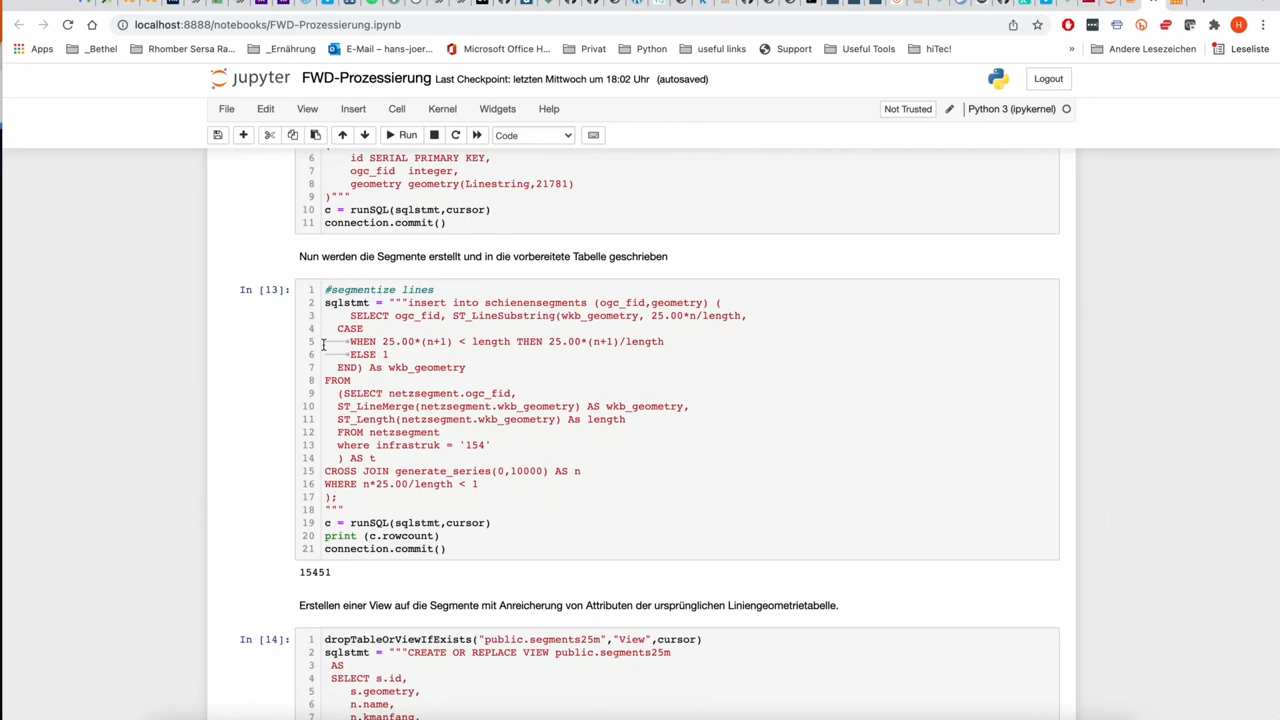 localhost:8888/notebooks/FWD-Prozessierung.ipynb
H
Apps _Bethel Rhomber Sersa Ra... _Ernährung E-Mail – hans-joer... Microsoft Office H... Privat Python useful links Support Useful Tools hiTec! » Andere Lesezeichen Leseliste
jupyter FWD-Prozessierung Last Checkpoint: letzten Mittwoch um 18:02 Uhr (autosaved) Logout
File Edit View Insert Cell Kernel Widgets Help Not Trusted Python 3 (ipykernel)
Run Code
6 id SERIAL PRIMARY KEY,
7 ogc_fid integer,
8 geometry geometry(Linestring,21781)
9 )"""
10 c = runSQL(sqlstmt,cursor)
11 connection.commit()
Nun werden die Segmente erstellt und in die vorbereitete Tabelle geschrieben
In [13]: 1 #segmentize lines
2 sqlstmt = """insert into schienensegments (ogc_fid,geometry) (
3 SELECT ogc_fid, ST_LineSubstring(wkb_geometry, 25.00*n/length,
4 CASE
5 WHEN 25.00*(n+1) < length THEN 25.00*(n+1)/length
6 ELSE 1
7 END) As wkb_geometry
8 FROM
9 (SELECT netzsegment.ogc_fid,
10 ST_LineMerge(netzsegment.wkb_geometry) AS wkb_geometry,
11 ST_Length(netzsegment.wkb_geometry) As length
12 FROM netzsegment
13 where infrastruk = '154'
14 ) AS t
15 CROSS JOIN generate_series(0,10000) AS n
16 WHERE n*25.00/length < 1
17 );
18 """
19 c = runSQL(sqlstmt,cursor)
20 print (c.rowcount)
21 connection.commit()
15451
Erstellen einer View auf die Segmente mit Anreicherung von Attributen der ursprünglichen Liniengeometrietabelle.
In [14]: 1 dropTableOrViewIfExists("public.segments25m","View",cursor)
2 sqlstmt = """CREATE OR REPLACE VIEW public.segments25m
3 AS
4 SELECT s.id,
5 s.geometry,
6 n.name,
7 n.kmanfang,